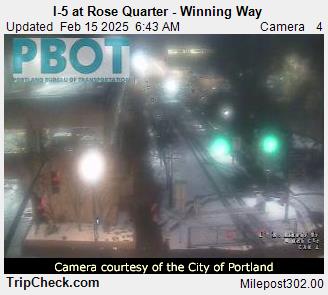 I-5 at Rose Quarter - Winning Way
Updated Feb 15 2025 6:43 AM Camera 4
PBOT
PORTLAND BUREAU OF TRANSPORTATION
Camera courtesy of the City of Portland
TripCheck.com Milepost302.00